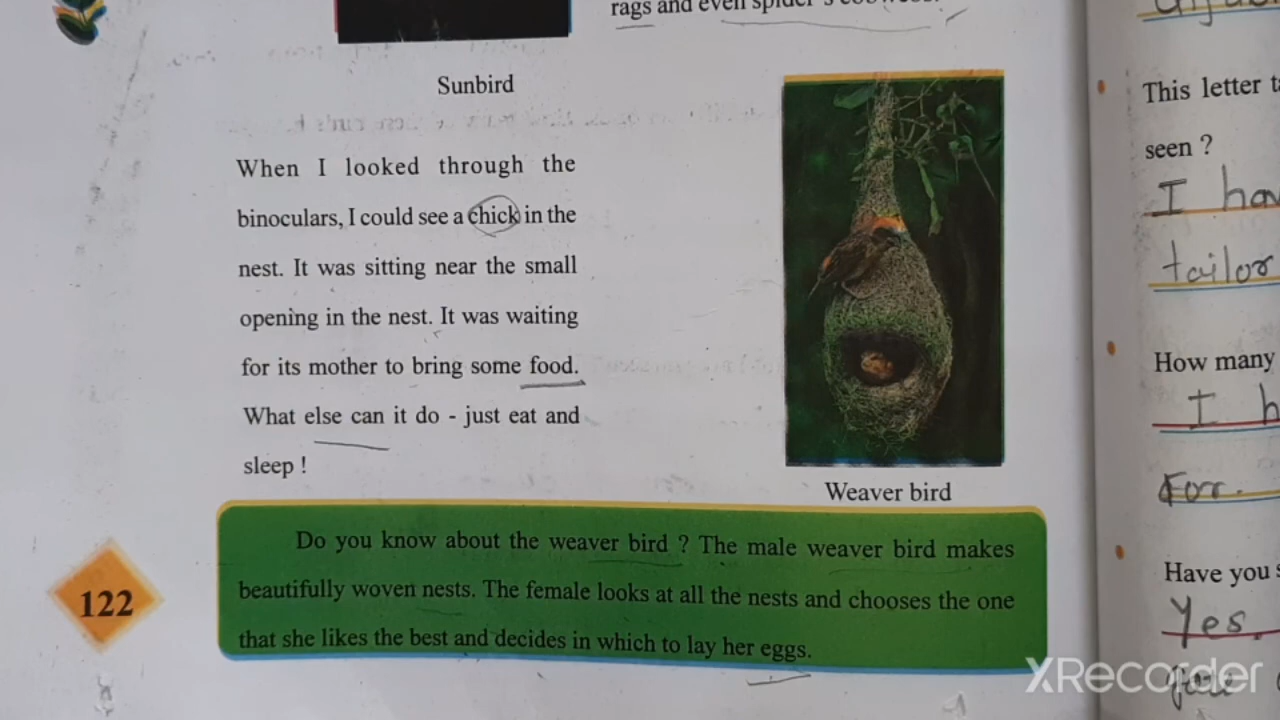 rags and even spider's cobwebs.
Sunbird
When I looked through the
binoculars, I could see a chick in the
nest. It was sitting near the small
opening in the nest. It was waiting
for its mother to bring some food.
What else can it do - just eat and
sleep !
Weaver bird
Do you know about the weaver bird ? The male weaver bird makes
beautifully woven nests. The female looks at all the nests and chooses the one
that she likes the best and decides in which to lay her eggs.
122
This letter
seen ?
I
tailor
How many
I
For.
Have you
Yes.
XRecorder